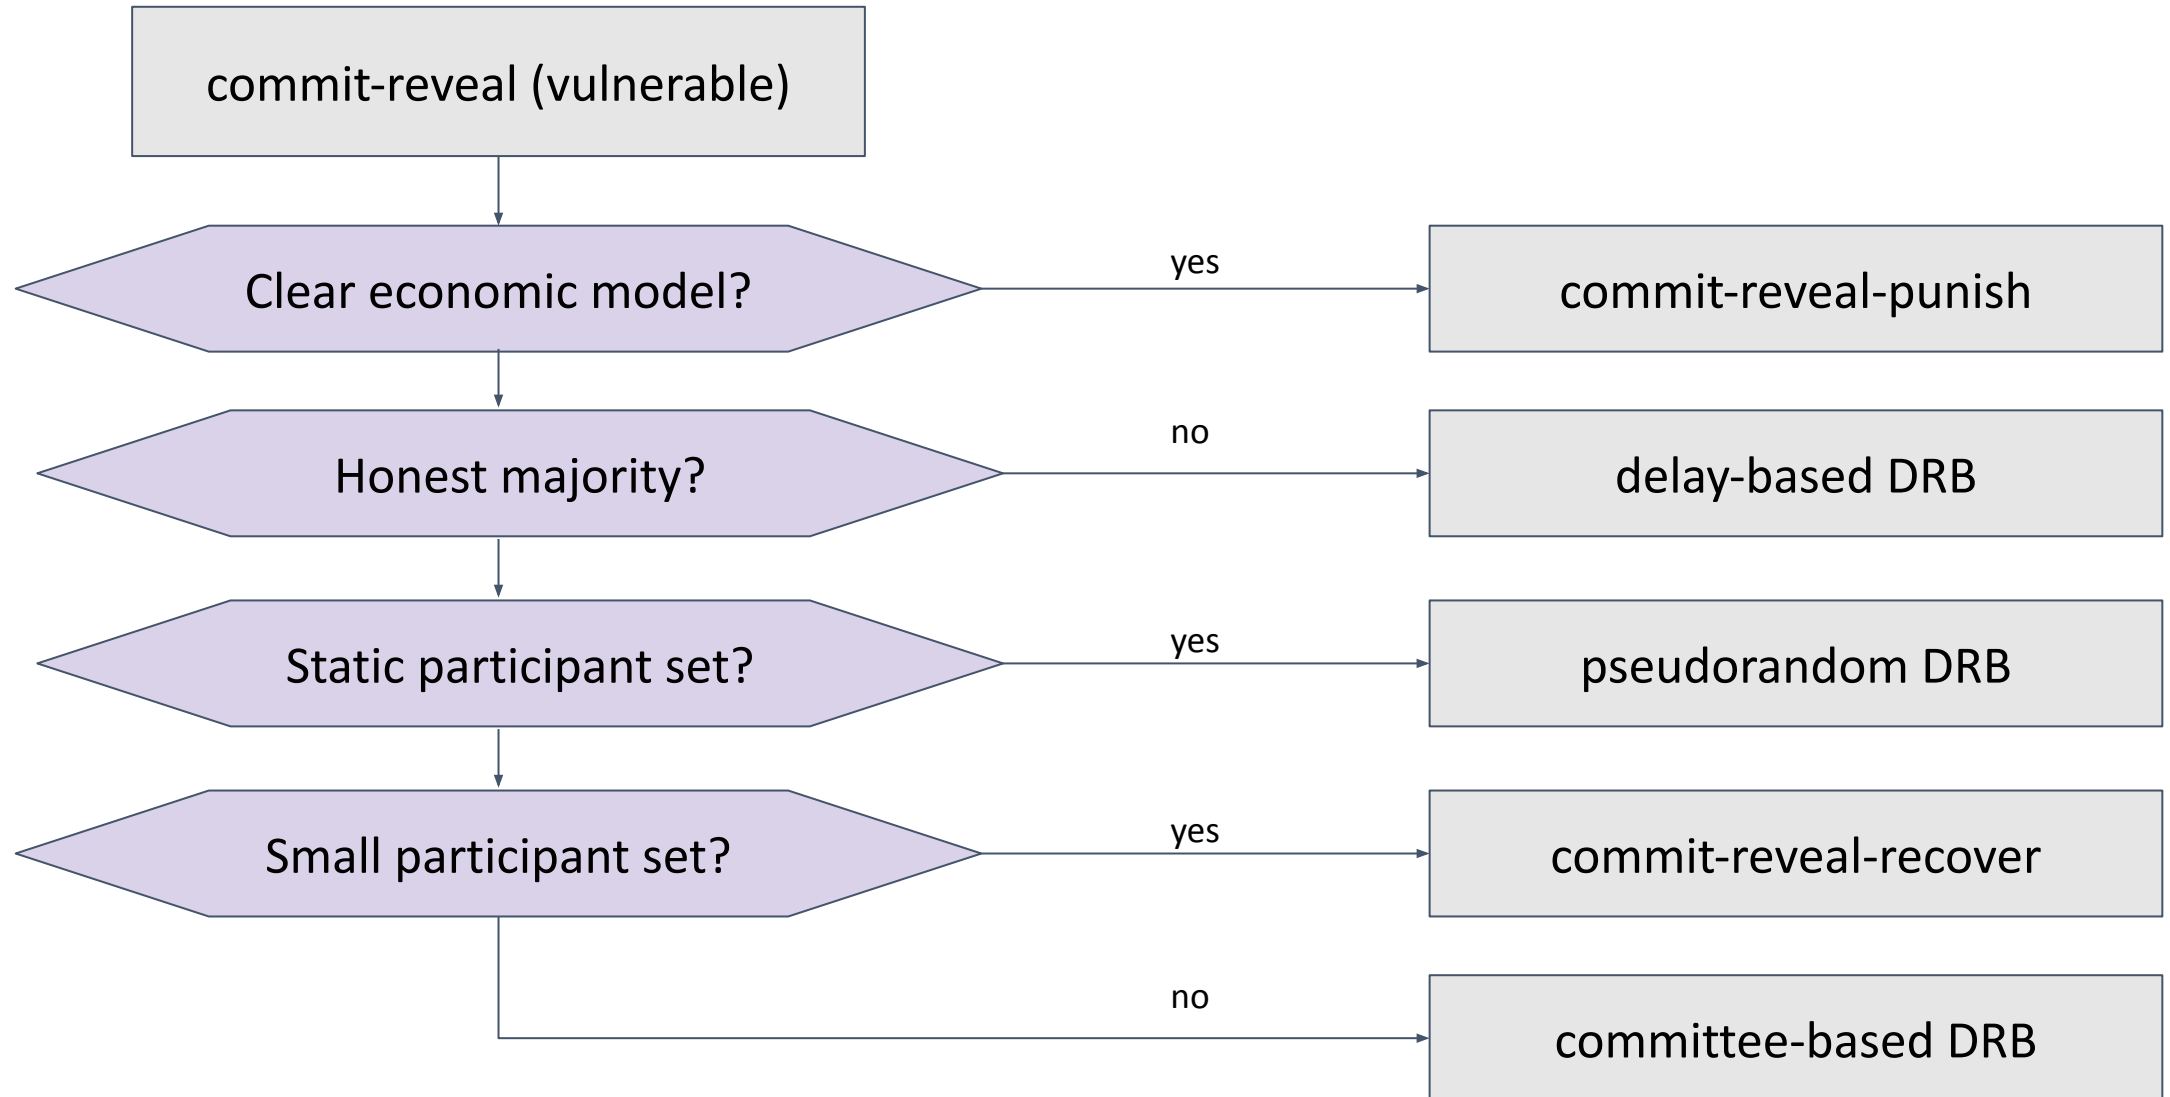 commit-reveal (vulnerable)
Clear economic model?
yes
commit-reveal-punish
Honest majority?
no
delay-based DRB
Static participant set?
yes
pseudorandom DRB
Small participant set?
yes
commit-reveal-recover
no
committee-based DRB